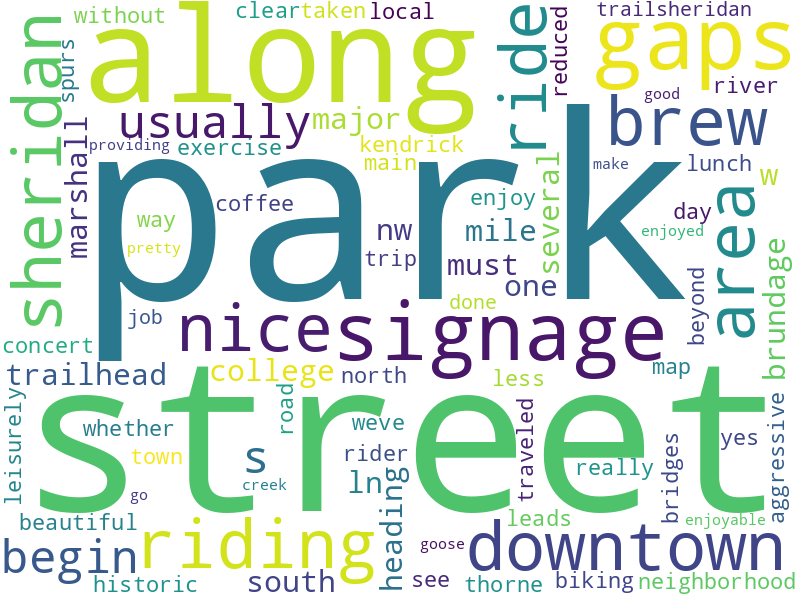 without
clear
taken
local
trailsheridan
along
ride
reduced
gaps
spurs
sheridan
river
good
usually
major
brew
marshall
providing
exercise
kendrick
main
park
several
make
lunch
w
area
coffee
enjoy
day
way
nw
mile
enjoyed
pretty
trip
must
one
beyond
brundage
done
job
nice
signage
concert
trailhead
college
north
less
map
leisurely
whether
road
weve
street
town
s
rider
traveled
really
bridges
yes
aggressive
go
creek
ln
beautiful
heading
leads
enjoyable
begin
riding
goose
downtown
historic
south
see
thorne
biking
neighborhood